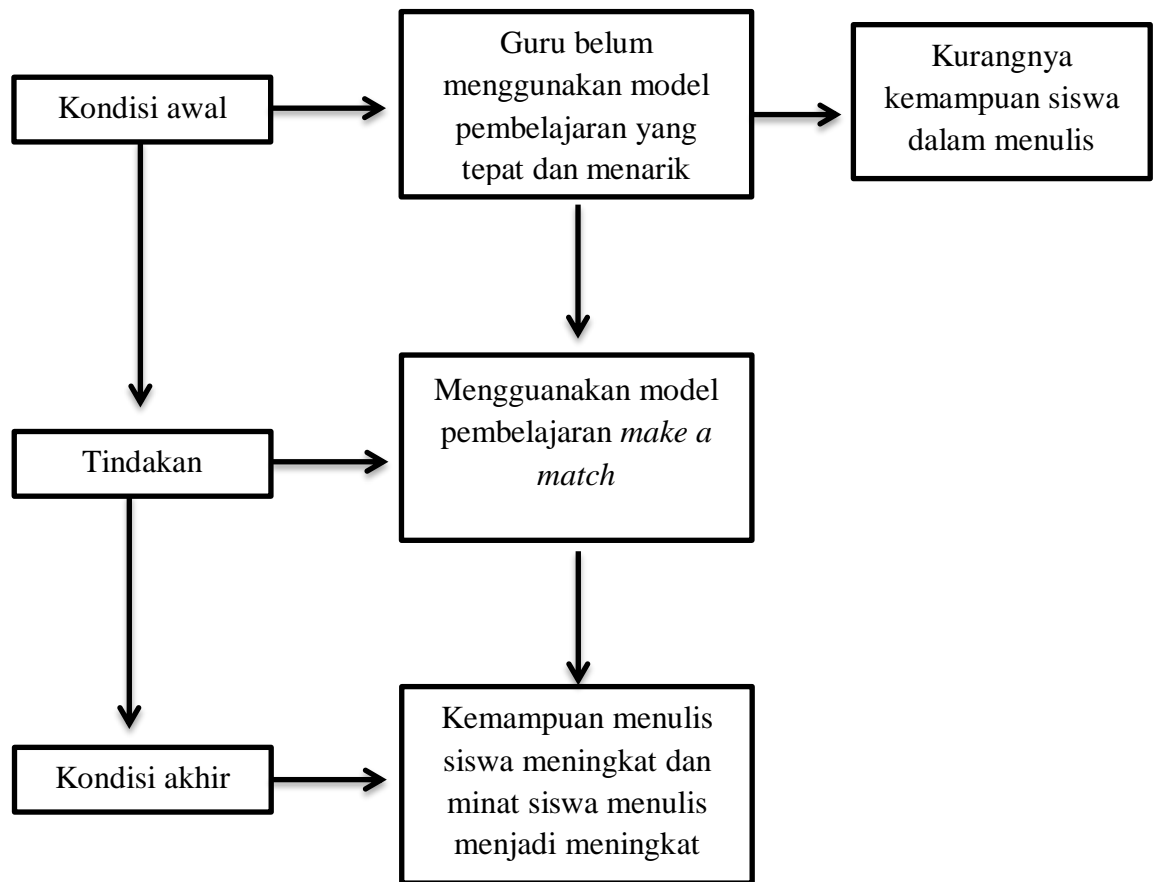 Kondisi awal
Guru belum
menggunakan model
pembelajaran yang
tepat dan menarik
Kurangnya
kemampuan siswa
dalam menulis
Tindakan
Mengguanakan model
pembelajaran make a
match
Kondisi akhir
Kemampuan menulis
siswa meningkat dan
minat siswa menulis
menjadi meningkat